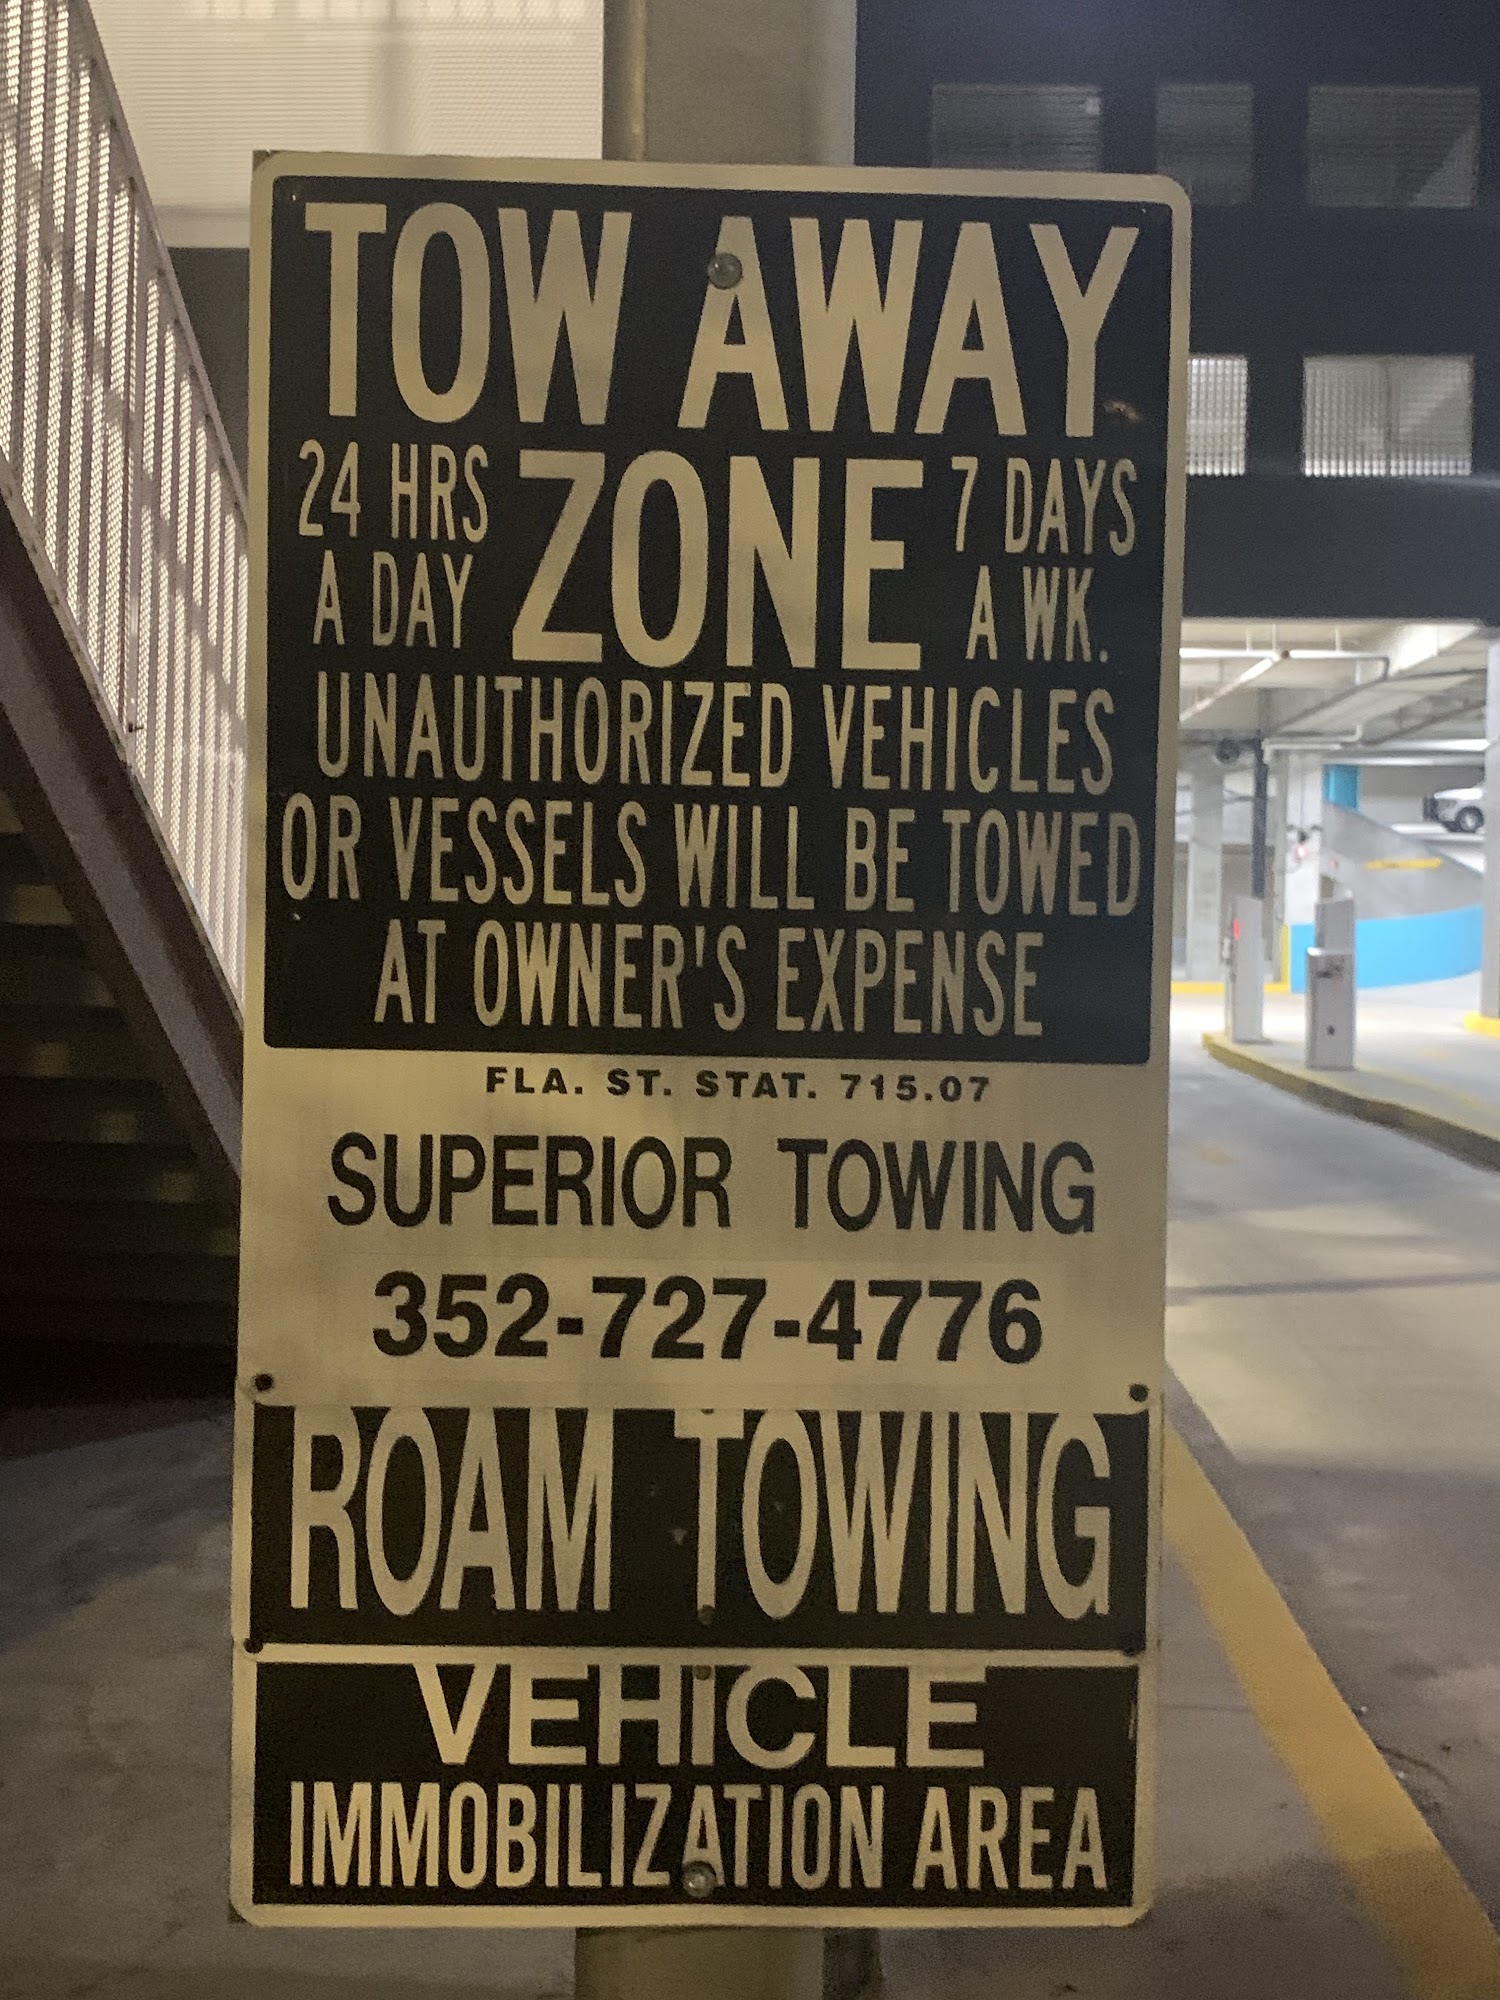 TOW AWAY
24 HRS A DAY ZONE 7 DAYS A WK.
UNAUTHORIZED VEHICLES
OR VESSELS WILL BE TOWED
AT OWNER'S EXPENSE
FLA. ST. STAT. 715.07
SUPERIOR TOWING
352-727-4776
ROAM TOWING
VEHICLE
IMMOBILIZATION AREA